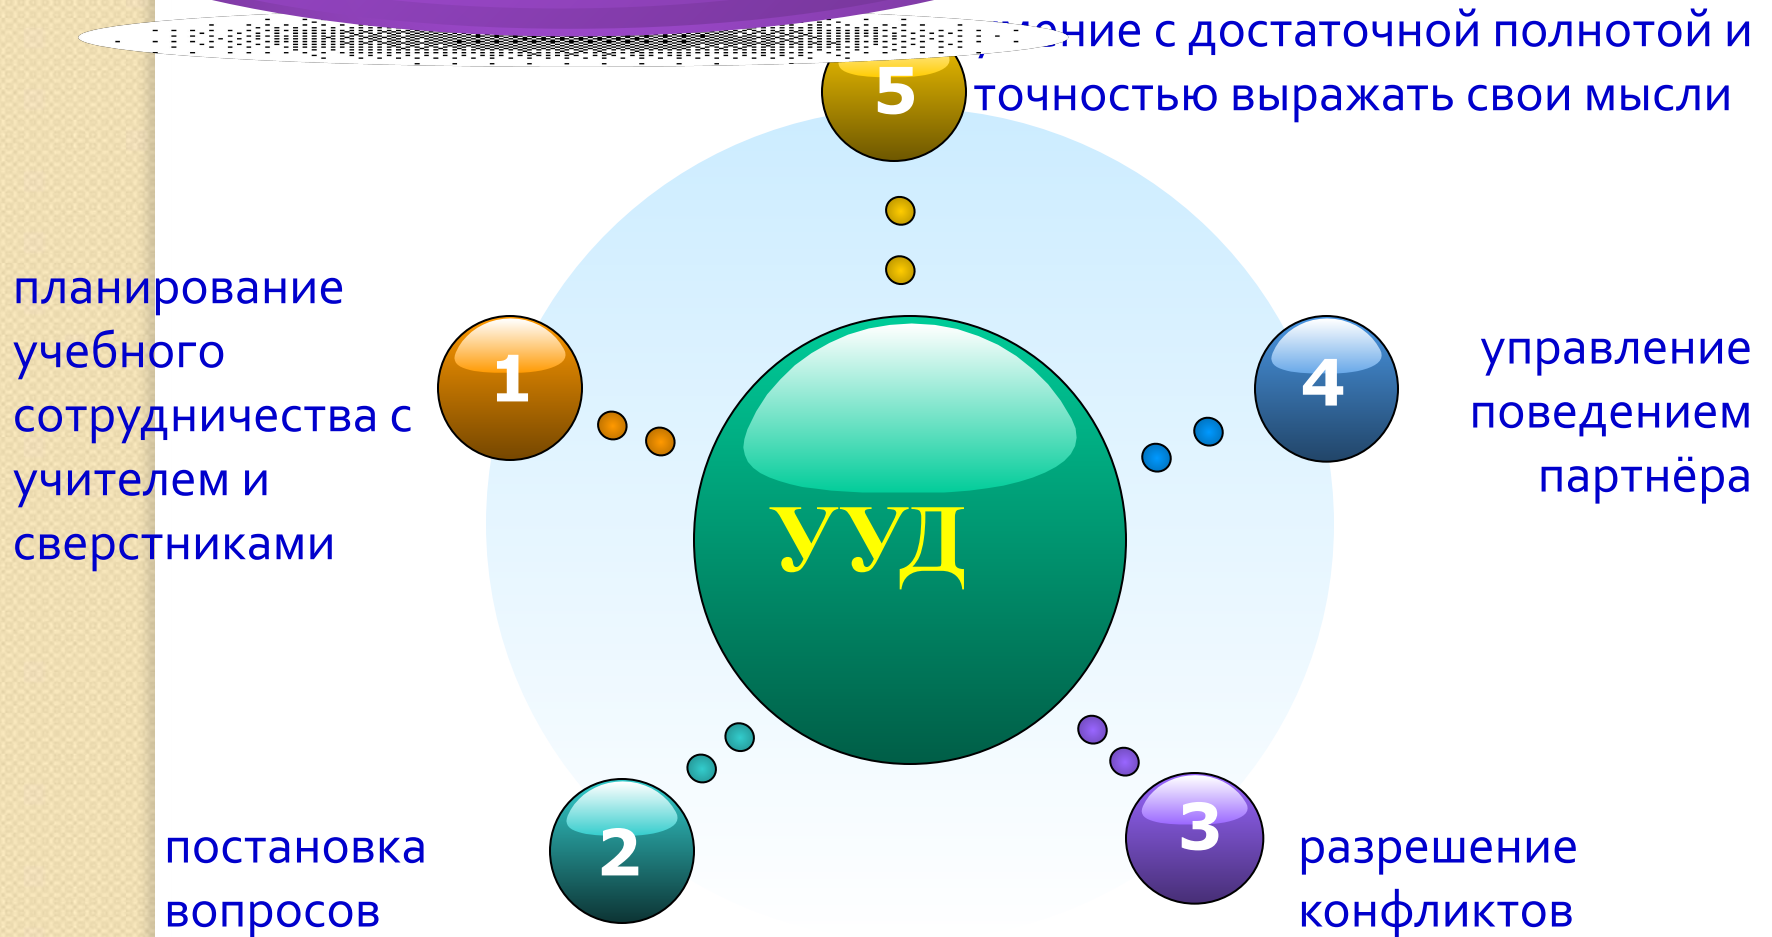 умение с достаточной полнотой и
точностью выражать свои мысли
5
планирование
учебного
сотрудничества с
учителем и
сверстниками
1
4
управление
поведением
партнёра
УУД
2
постановка
вопросов
3
разрешение
конфликтов